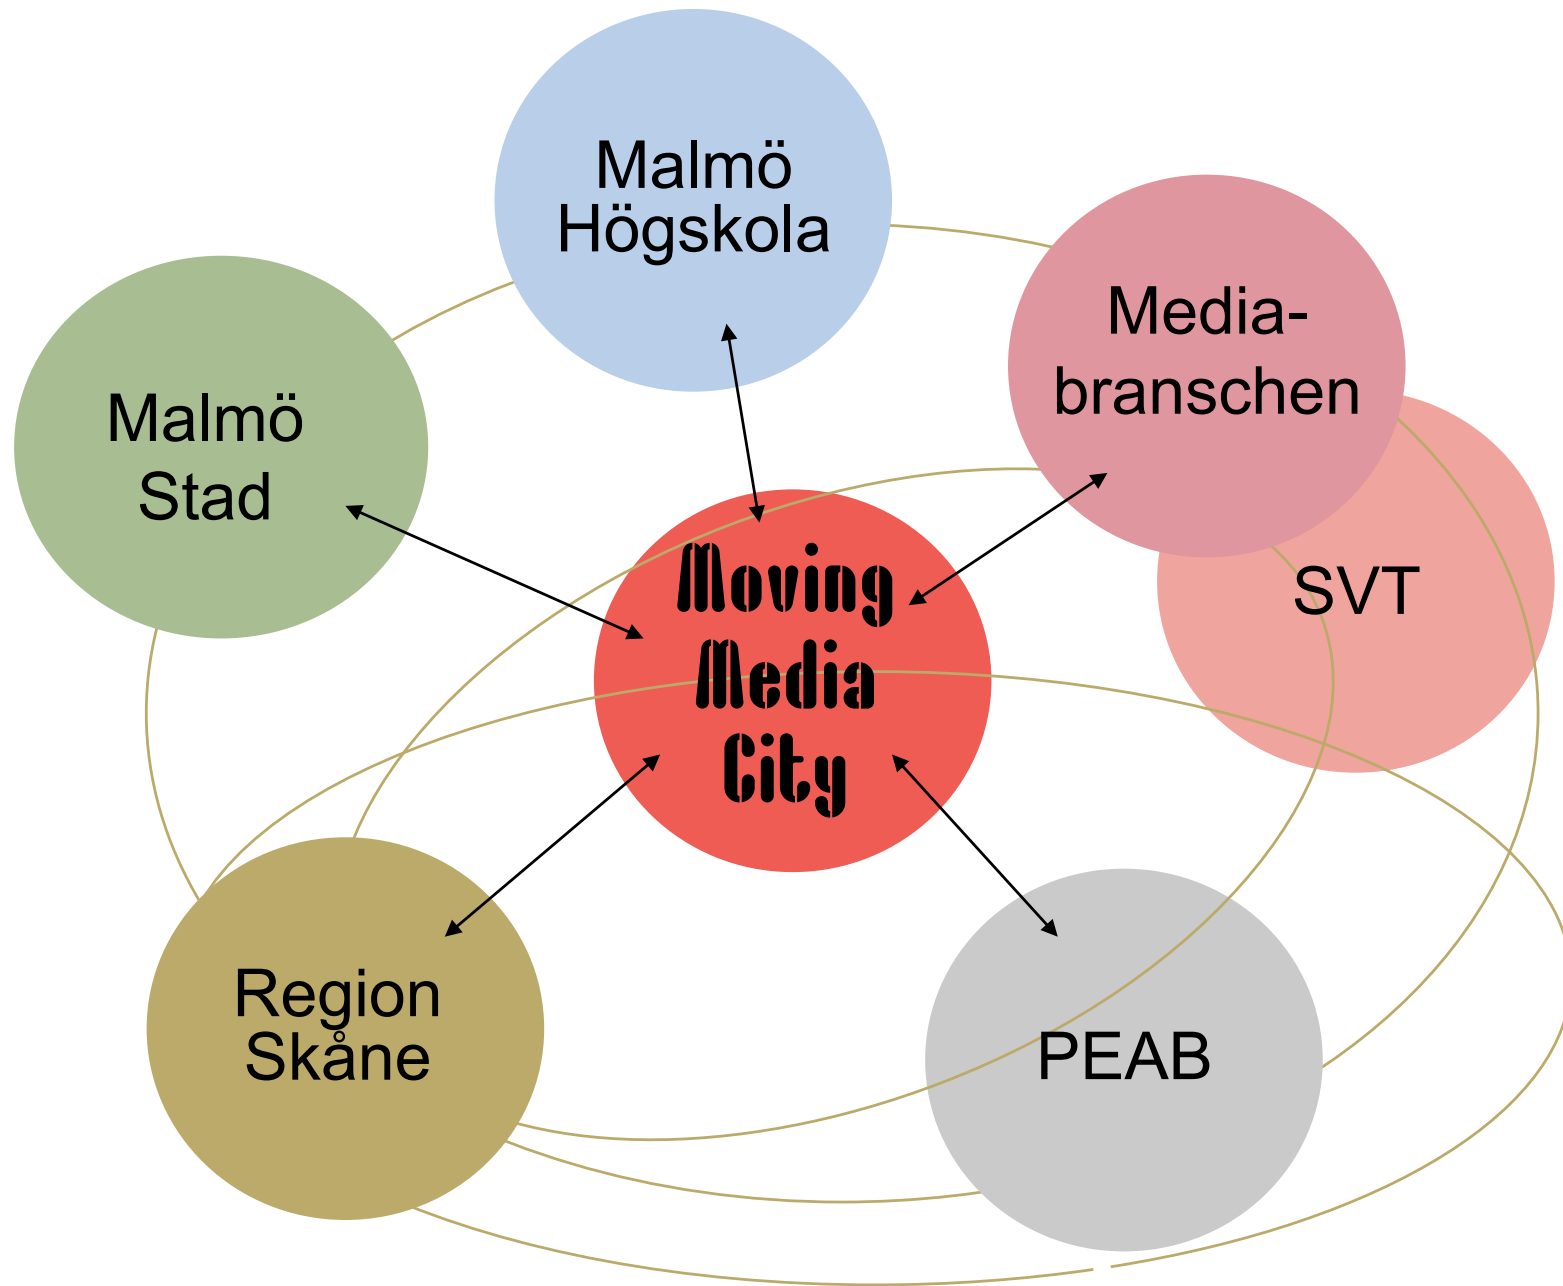 Malmö
Högskola
Media-
branschen
Malmö
Stad
SVT
Moving
Media
City
Region
Skåne
PEAB